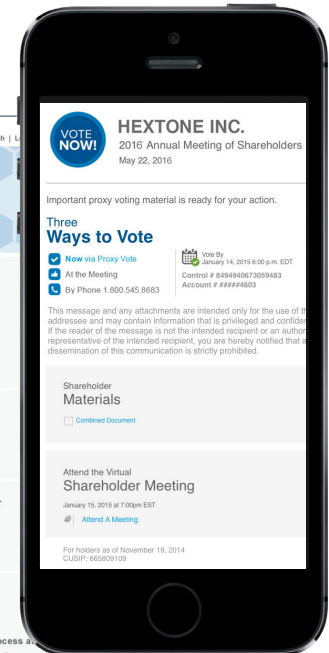 VOTE
NOW!
HEXTONE INC.
2016 Annual Meeting of Shareholders
May 22, 2016
Important proxy voting material is ready for your action.
Three
Ways to Vote
Now via Proxy Vote
At the Meeting
By Phone 1.800.545.8683
Vote By
January 14, 2015 6:00 p.m. EDT
Control # 8494940673059483
Account # #####4603
This message and any attachments are intended only for the use of th
addressee and may contain information that is privileged and confiden
If the reader of the message is not the intended recipient or an author
representative of the intended recipient, you are hereby notified that a
dissemination of this communication is strictly prohibited.
Shareholder
Materials
Combined Document
Attend the Virtual
Shareholder Meeting
January 15, 2015 at 7:00pm EST
Attend A Meeting
For holders as of November 19, 2014
CUSIP: 665809109